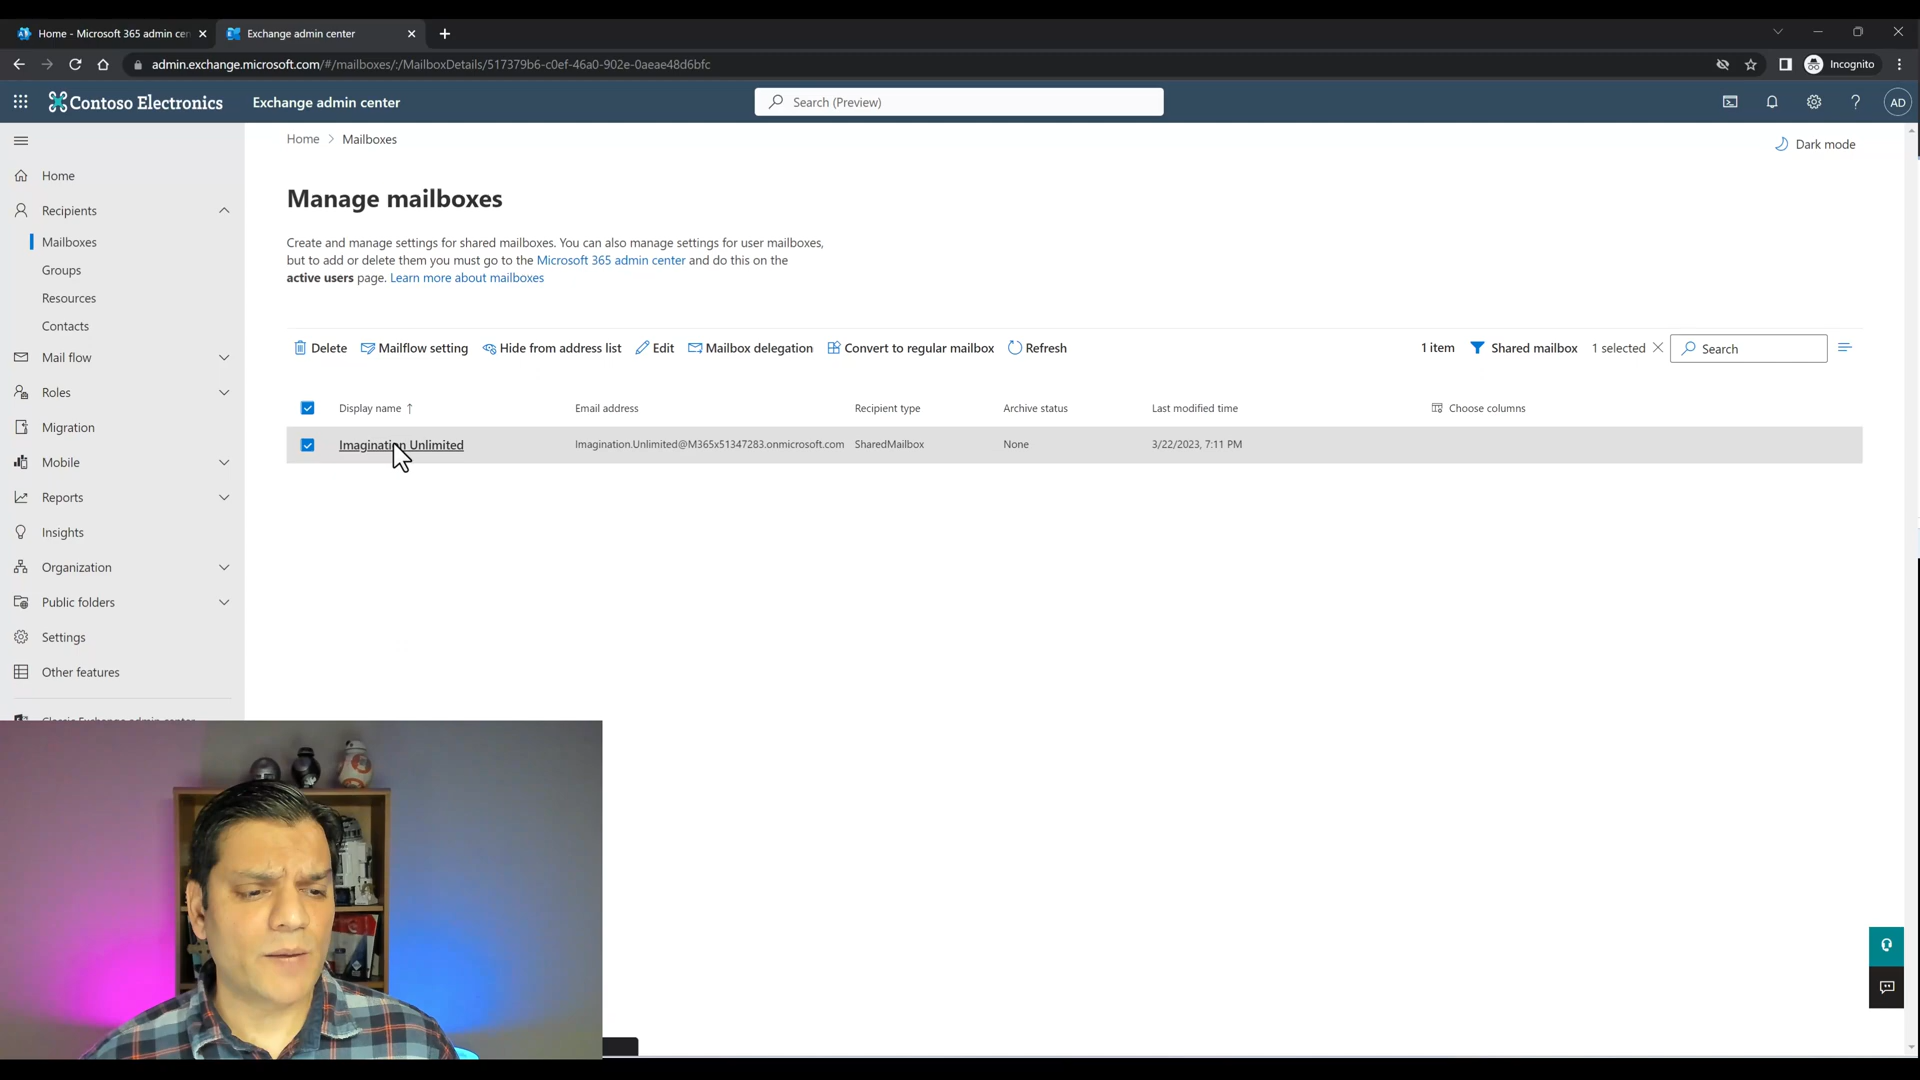 Home - Microsoft 365 admin cen
Exchange admin center
admin.exchange.microsoft.com/#/mailboxes/:/MailboxDetails/517379b6-c0ef-46a0-902e-0aeae48d6bfc
Incognito
Contoso Electronics
Exchange admin center
Search (Preview)
AD
Home > Mailboxes
Dark mode
Home
Recipients
Mailboxes
Groups
Resources
Contacts
Mail flow
Roles
Migration
Mobile
Reports
Insights
Organization
Public folders
Settings
Other features
Classic Exchange admin center
Manage mailboxes
Create and manage settings for shared mailboxes. You can also manage settings for user mailboxes,
but to add or delete them you must go to the Microsoft 365 admin center and do this on the
active users page. Learn more about mailboxes
Delete Mailflow setting Hide from address list Edit Mailbox delegation Convert to regular mailbox Refresh 1 item Shared mailbox 1 selected Search
Display name ↑ Email address Recipient type Archive status Last modified time Choose columns
Imagination Unlimited Imagination.Unlimited@M365x51347283.onmicrosoft.com SharedMailbox None 3/22/2023, 7:11 PM